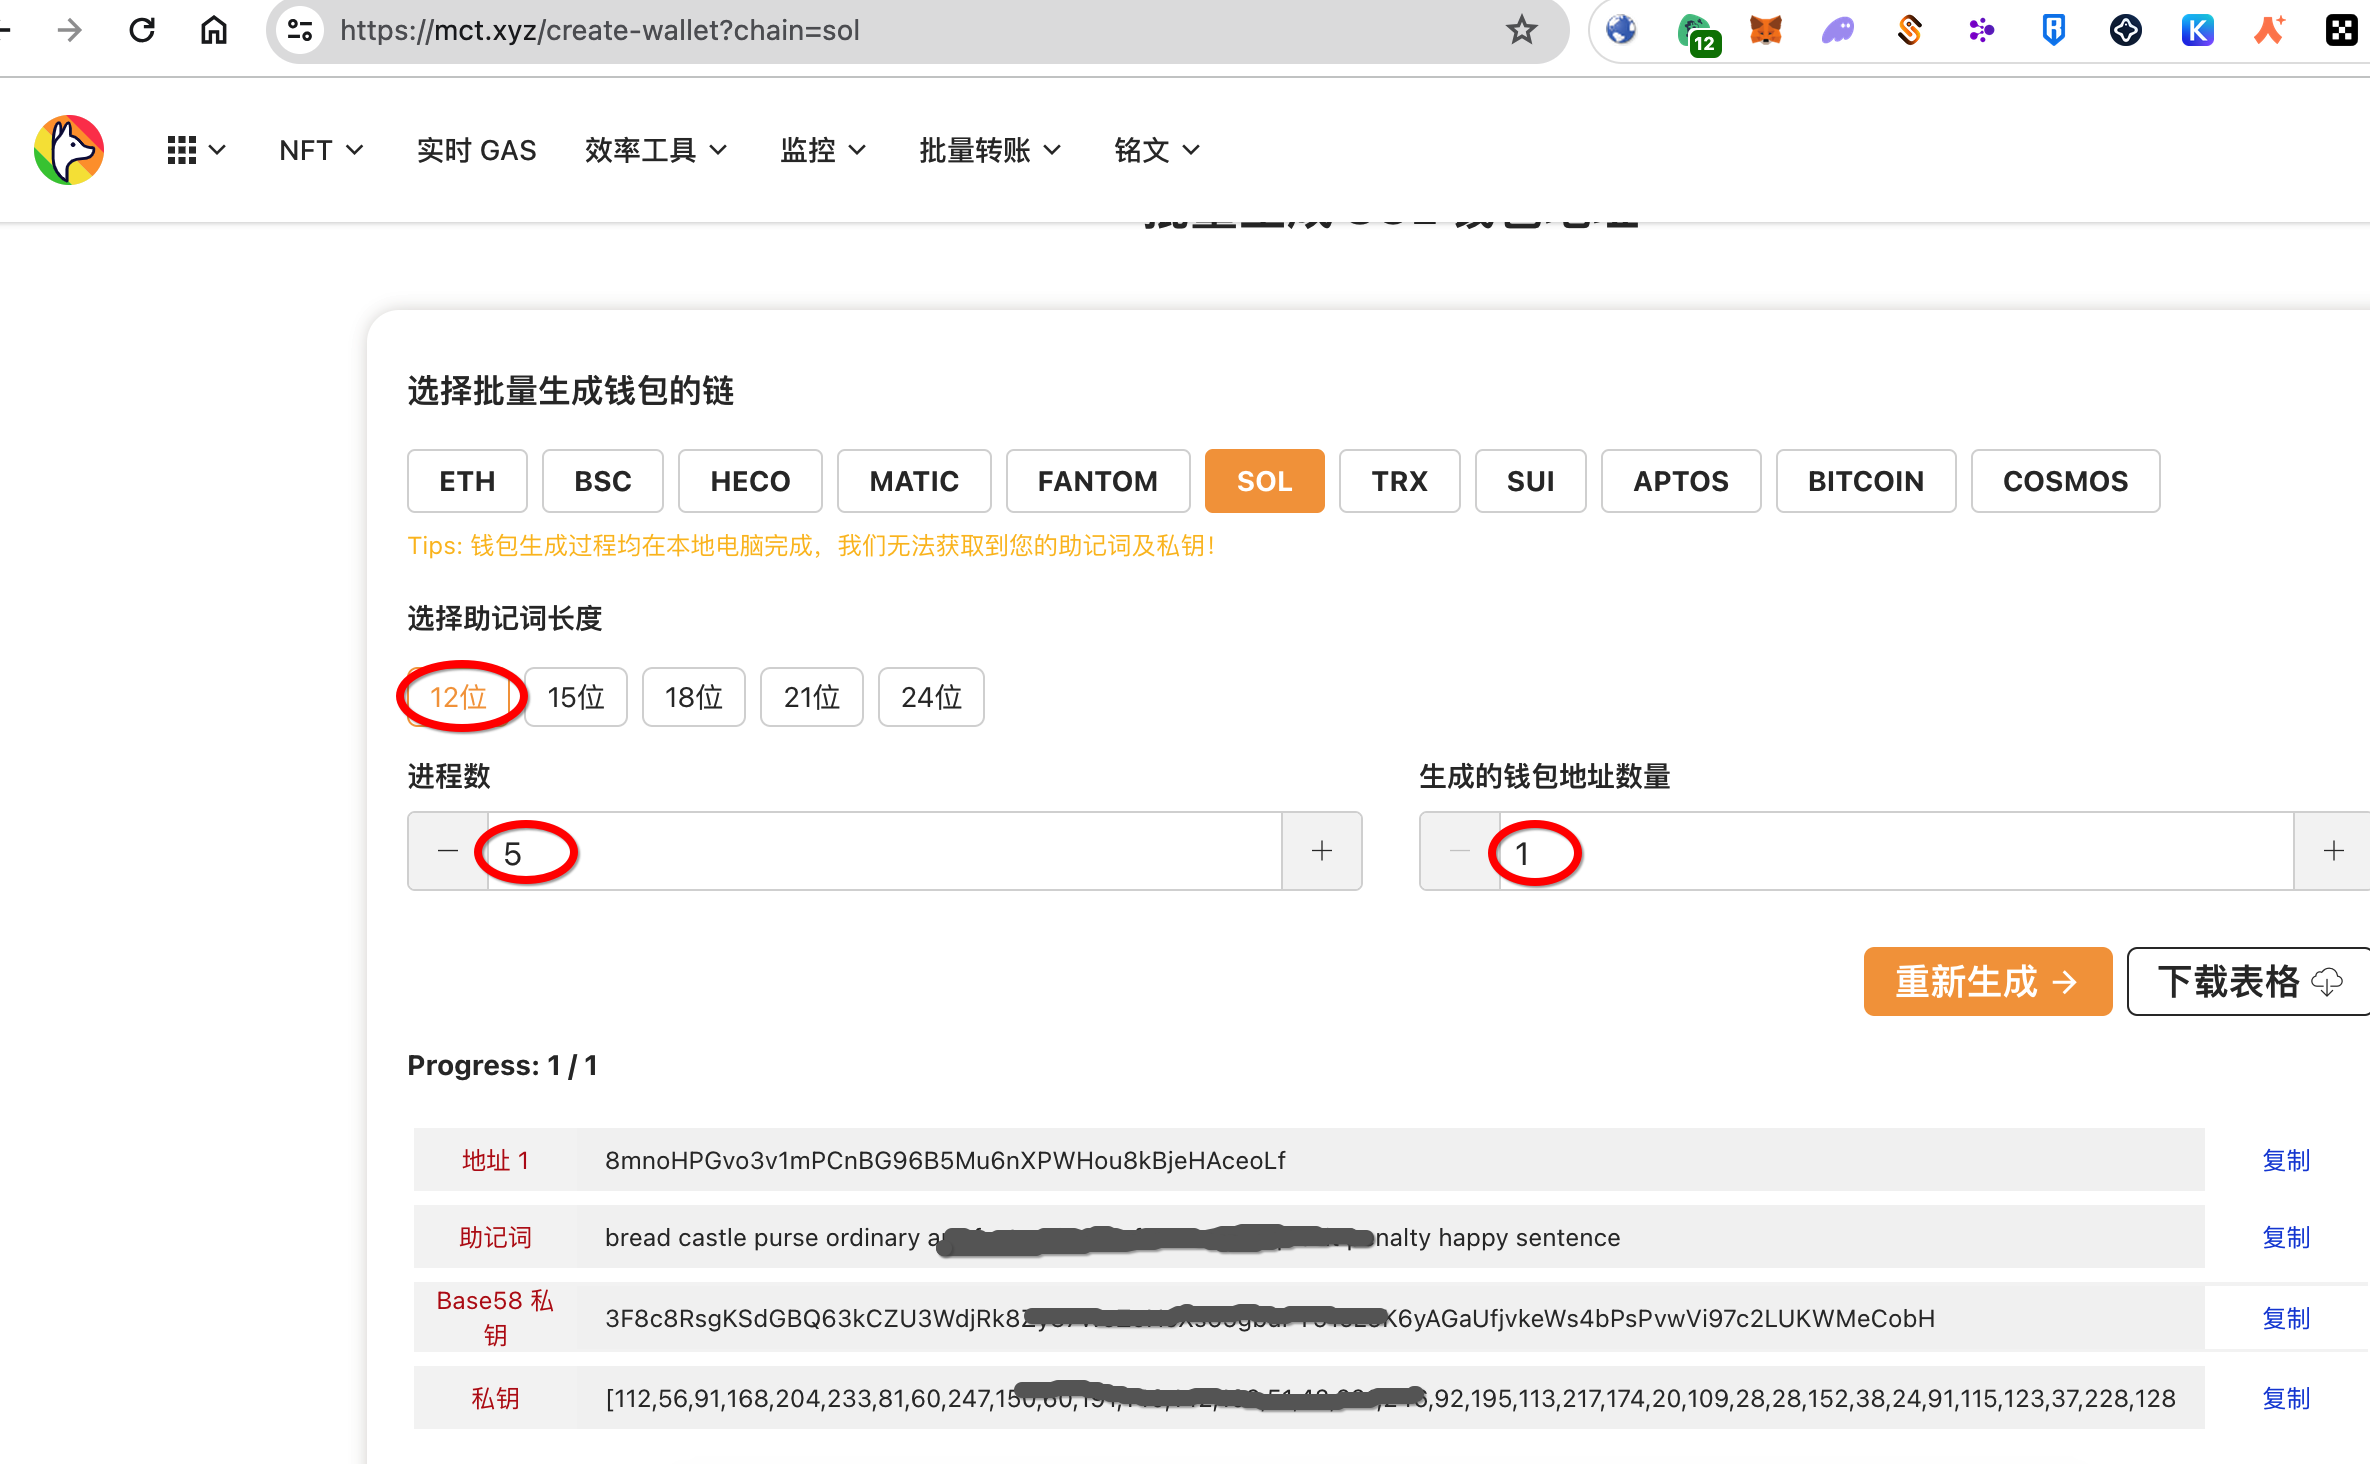 https://mct.xyz/create-wallet?chain=sol
12
NFT 实时 GAS 效率工具 监控 批量转账 铭文
选择批量生成钱包的链
ETH BSC HECO MATIC FANTOM SOL TRX SUI APTOS BITCOIN COSMOS
Tips: 钱包生成过程均在本地电脑完成，我们无法获取到您的助记词及私钥！
选择助记词长度
12位 15位 18位 21位 24位
进程数 生成的钱包地址数量
— 5 + — 1 +
重新生成 → 下载表格
Progress: 1 / 1
地址 1 8mnoHPGvo3v1mPCnBG96B5Mu6nXPWHou8kBjeHAceoLf 复制
助记词 bread castle purse ordinary happy sentence 复制
Base58 私钥 3F8c8RsgKSdGBQ63kCZU3WdjRk8 K6yAGaUfjvkeWs4bPsPvwVi97c2LUKWMeCobH 复制
私钥 [112,56,91,168,204,233,81,60,247, ,92,195,113,217,174,20,109,28,28,152,38,24,91,115,123,37,228,128 复制